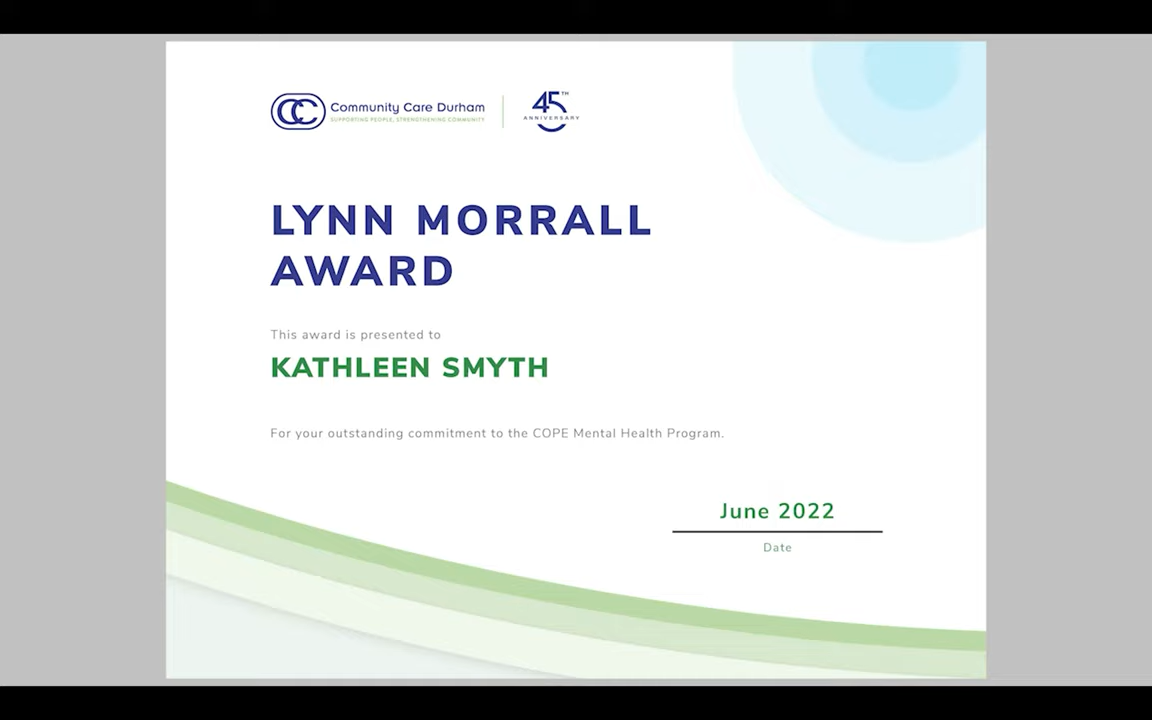 CC Community Care Durham
SUPPORTING PEOPLE, STRENGTHENING COMMUNITY
45TH
ANNIVERSARY
LYNN MORRALL
AWARD
This award is presented to
KATHLEEN SMYTH
For your outstanding commitment to the COPE Mental Health Program.
June 2022
Date